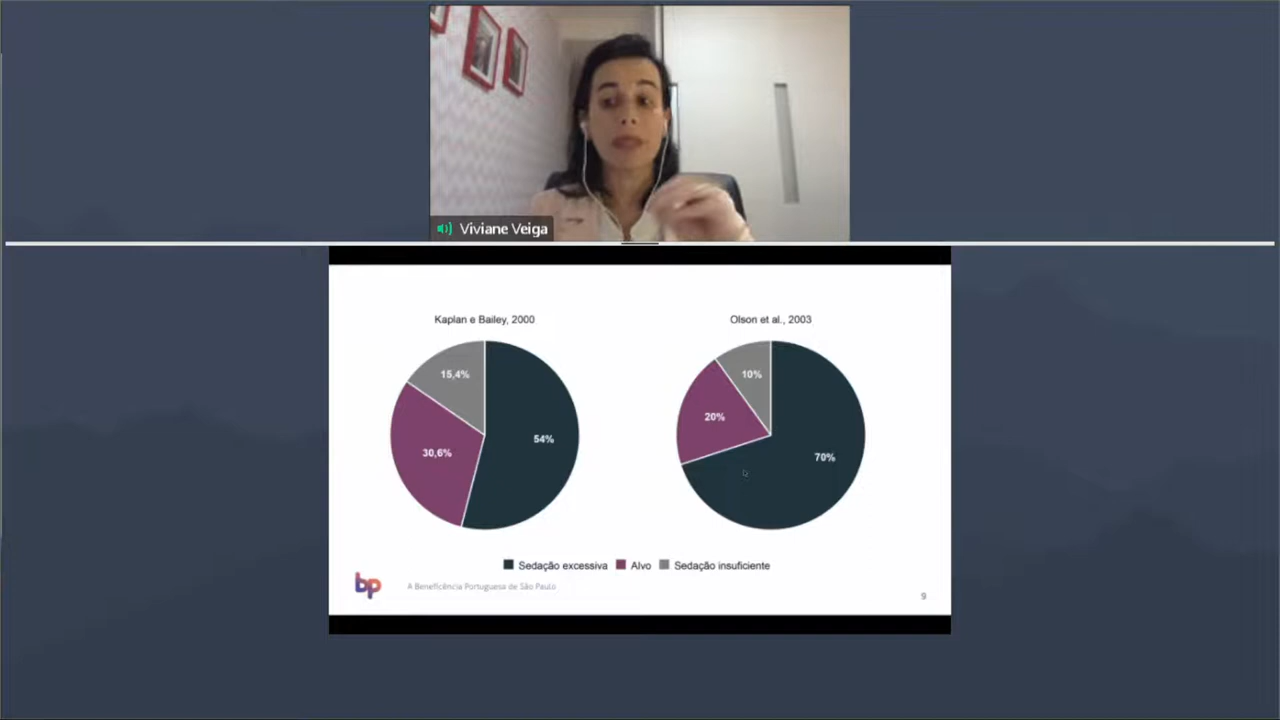 Viviane Veiga
Kaplan e Bailey, 2000
Olson et al., 2003
15,4%
30,6%
54%
10%
20%
70%
Sedação excessiva Alvo Sedação insuficiente
bp
A Beneficência Portuguesa de São Paulo
9